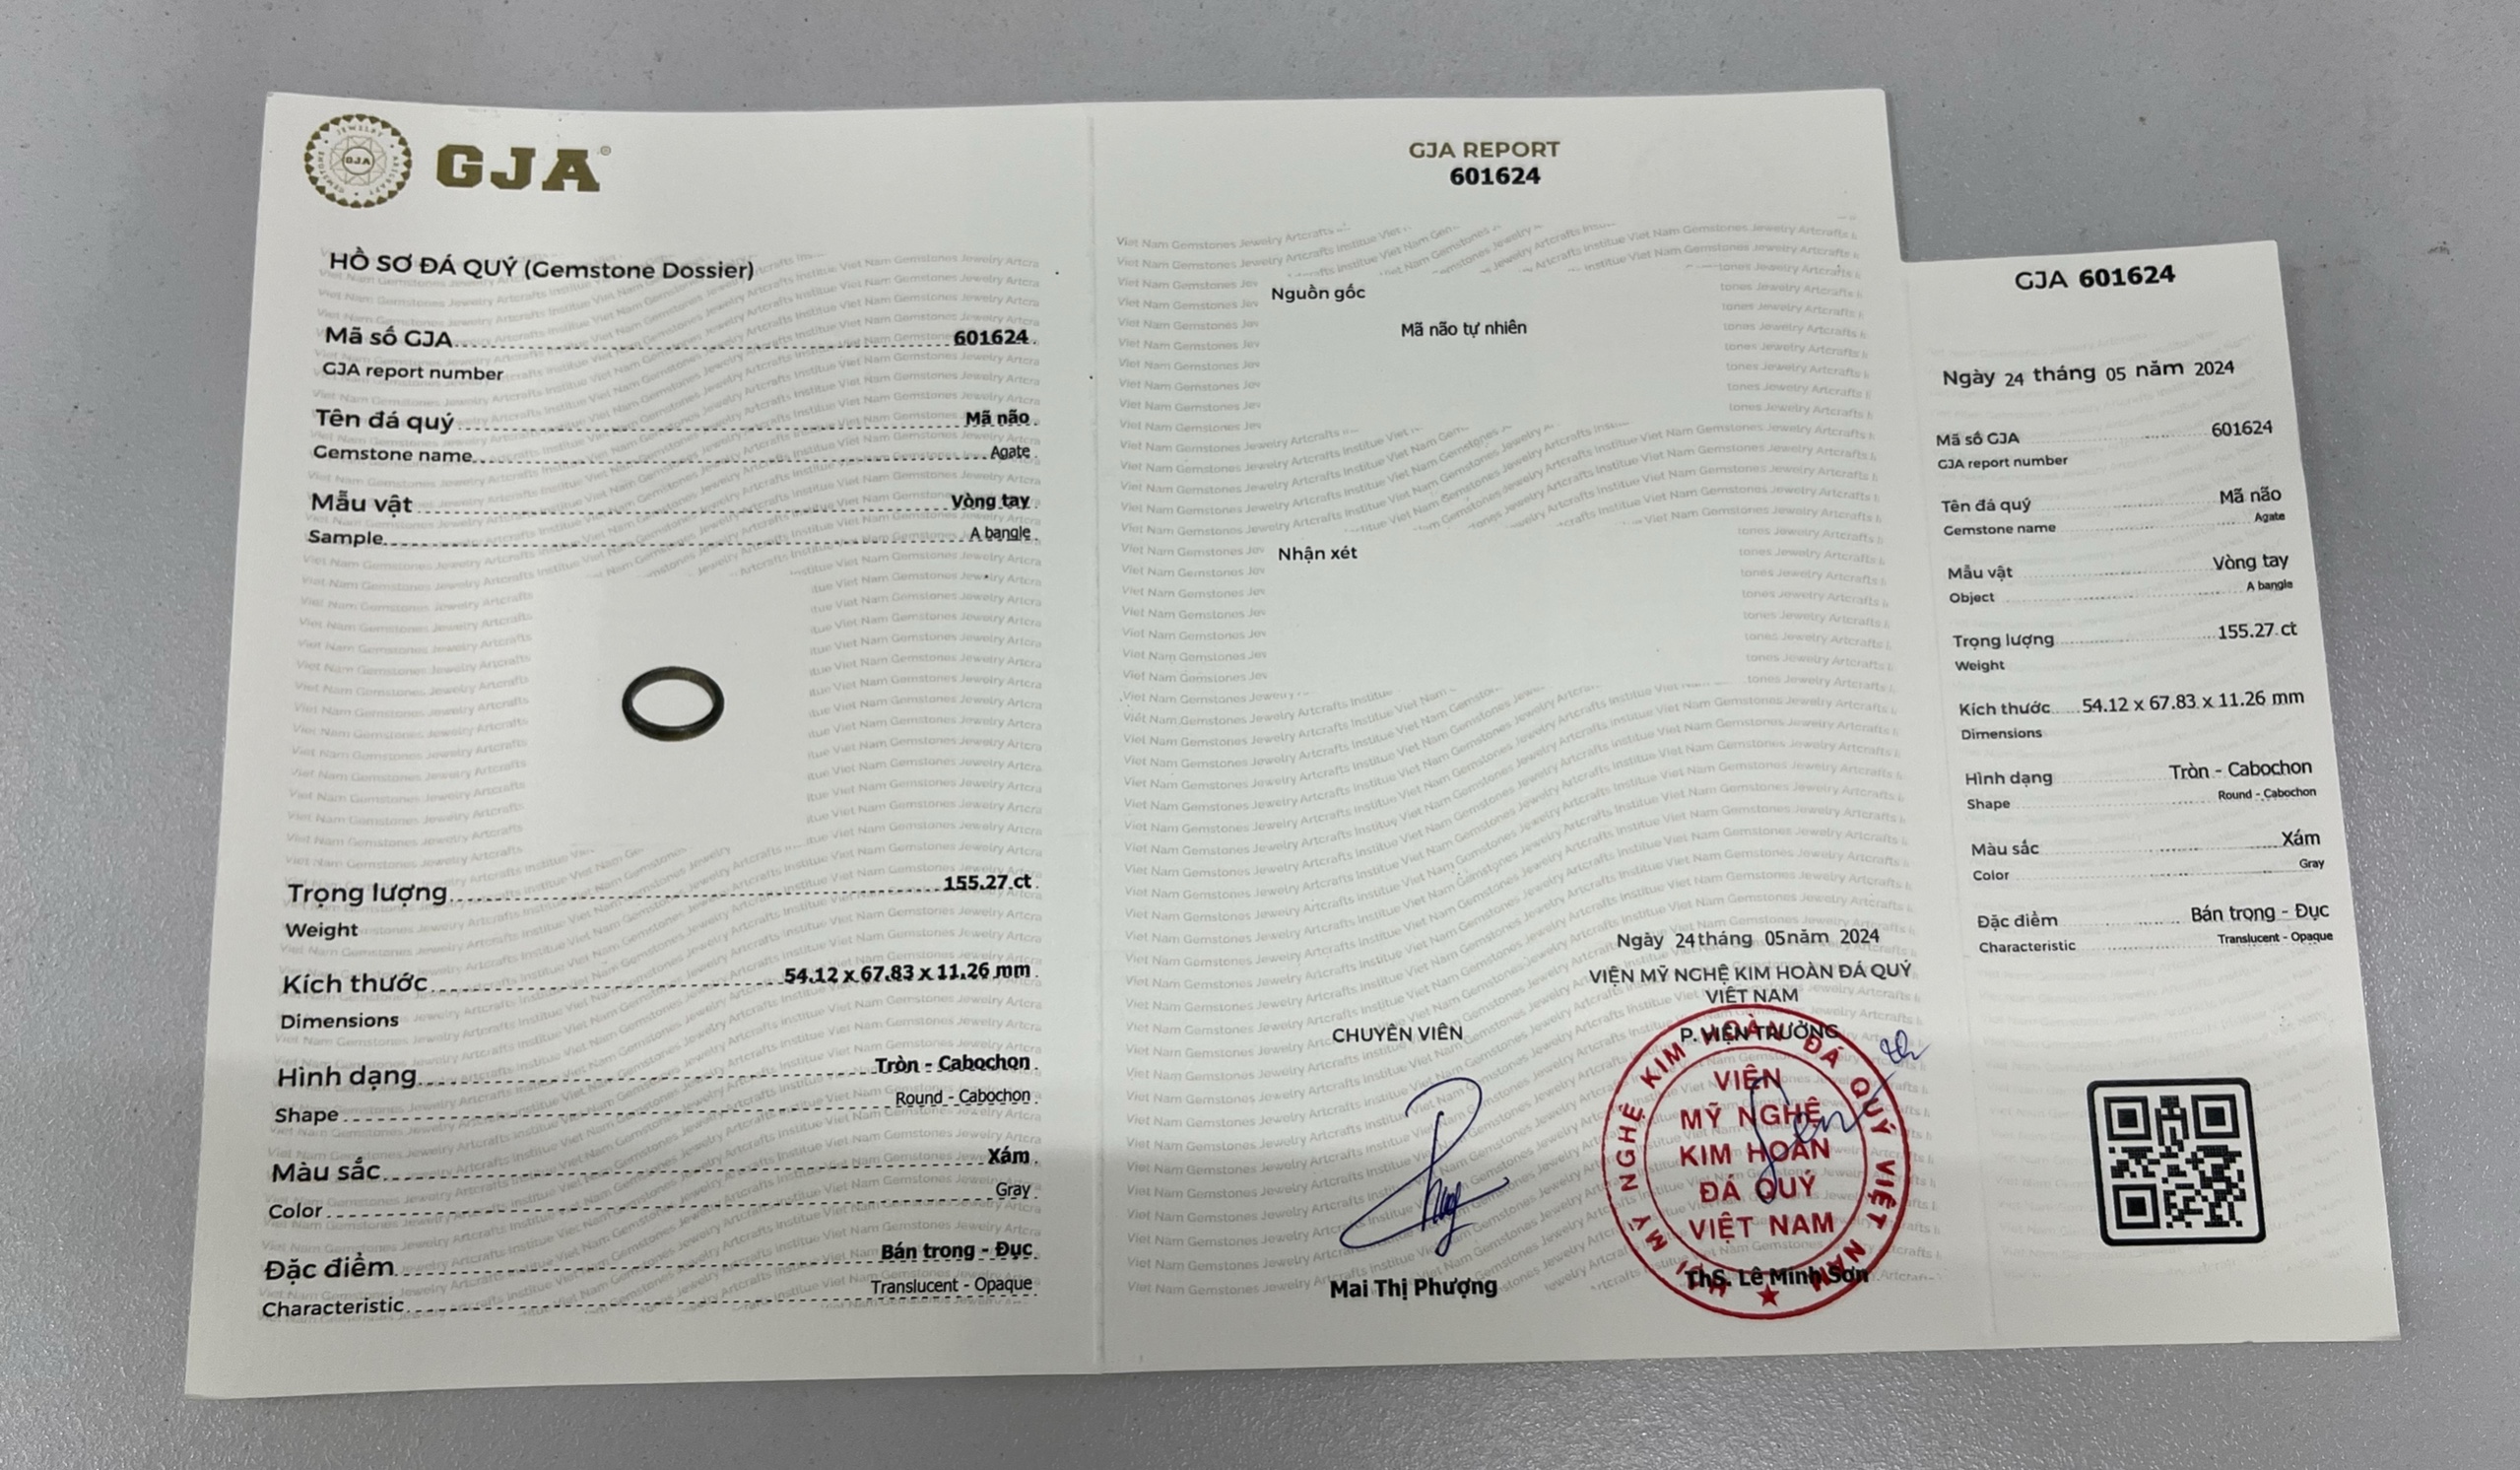 GJA®
HỒ SƠ ĐÁ QUÝ (Gemstone Dossier)
Mã số GJA 601624
GJA report number
Tên đá quý Mã não
Gemstone name Agate
Mẫu vật Vòng tay
Sample A bangle
Trọng lượng 155.27 ct
Weight
Kích thước 54.12 x 67.83 x 11.26 mm
Dimensions
Hình dạng Tròn - Cabochon
Shape Round - Cabochon
Màu sắc Xám
Color Gray
Đặc điểm Bán trong - Đục
Characteristic Translucent - Opaque
GJA REPORT
601624
Nguồn gốc
Mã não tự nhiên
Nhận xét
Ngày 24 tháng 05 năm 2024
VIỆN MỸ NGHỆ KIM HOÀN ĐÁ QUÝ
VIỆT NAM
CHUYÊN VIÊN
P. VIỆN TRƯỞNG
HỘI MỸ NGHỆ KIM HOÀN ĐÁ QUÝ VIỆT NAM
VIỆN
MỸ NGHỆ
KIM HOÀN
ĐÁ QUÝ
VIỆT NAM
Mai Thị Phượng
ThS. Lê Minh Sơn
GJA 601624
Ngày 24 tháng 05 năm 2024
Mã số GJA 601624
GJA report number
Tên đá quý Mã não
Gemstone name Agate
Mẫu vật Vòng tay
Object A bangle
Trọng lượng 155.27 ct
Weight
Kích thước 54.12 x 67.83 x 11.26 mm
Dimensions
Hình dạng Tròn - Cabochon
Shape Round - Cabochon
Màu sắc Xám
Color Gray
Đặc điểm Bán trong - Đục
Characteristic Translucent - Opaque